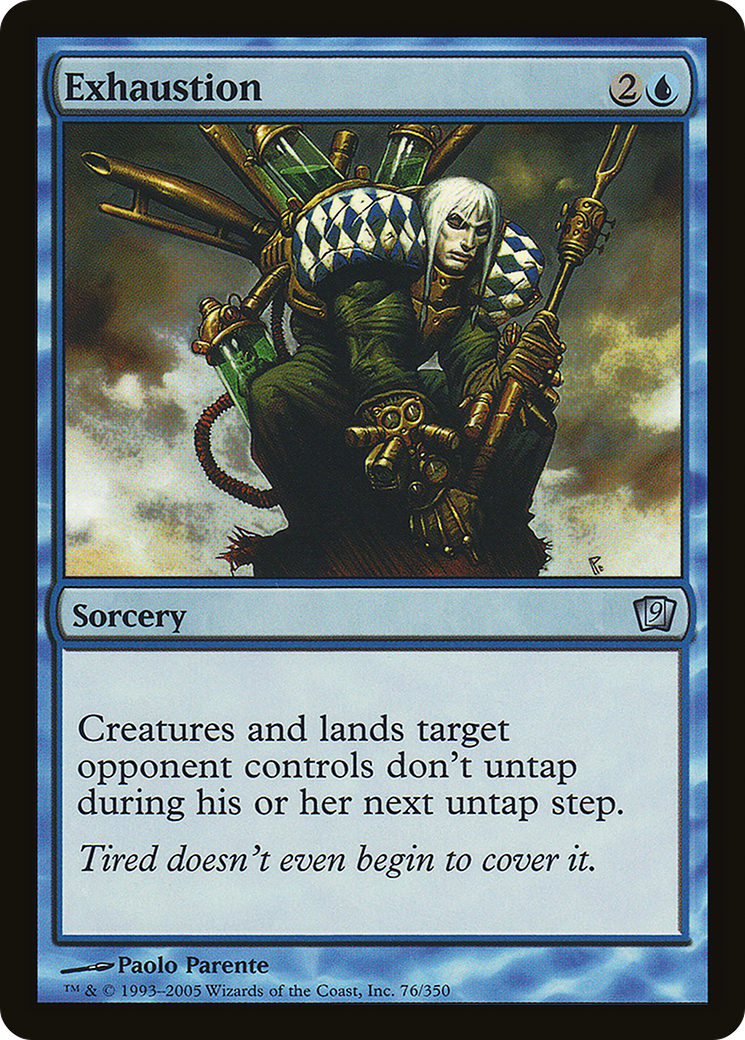 Exhaustion 2
Sorcery 9
Creatures and lands target
opponent controls don't untap
during his or her next untap step.
Tired doesn't even begin to cover it.
Paolo Parente
™ & © 1993–2005 Wizards of the Coast, Inc. 76/350